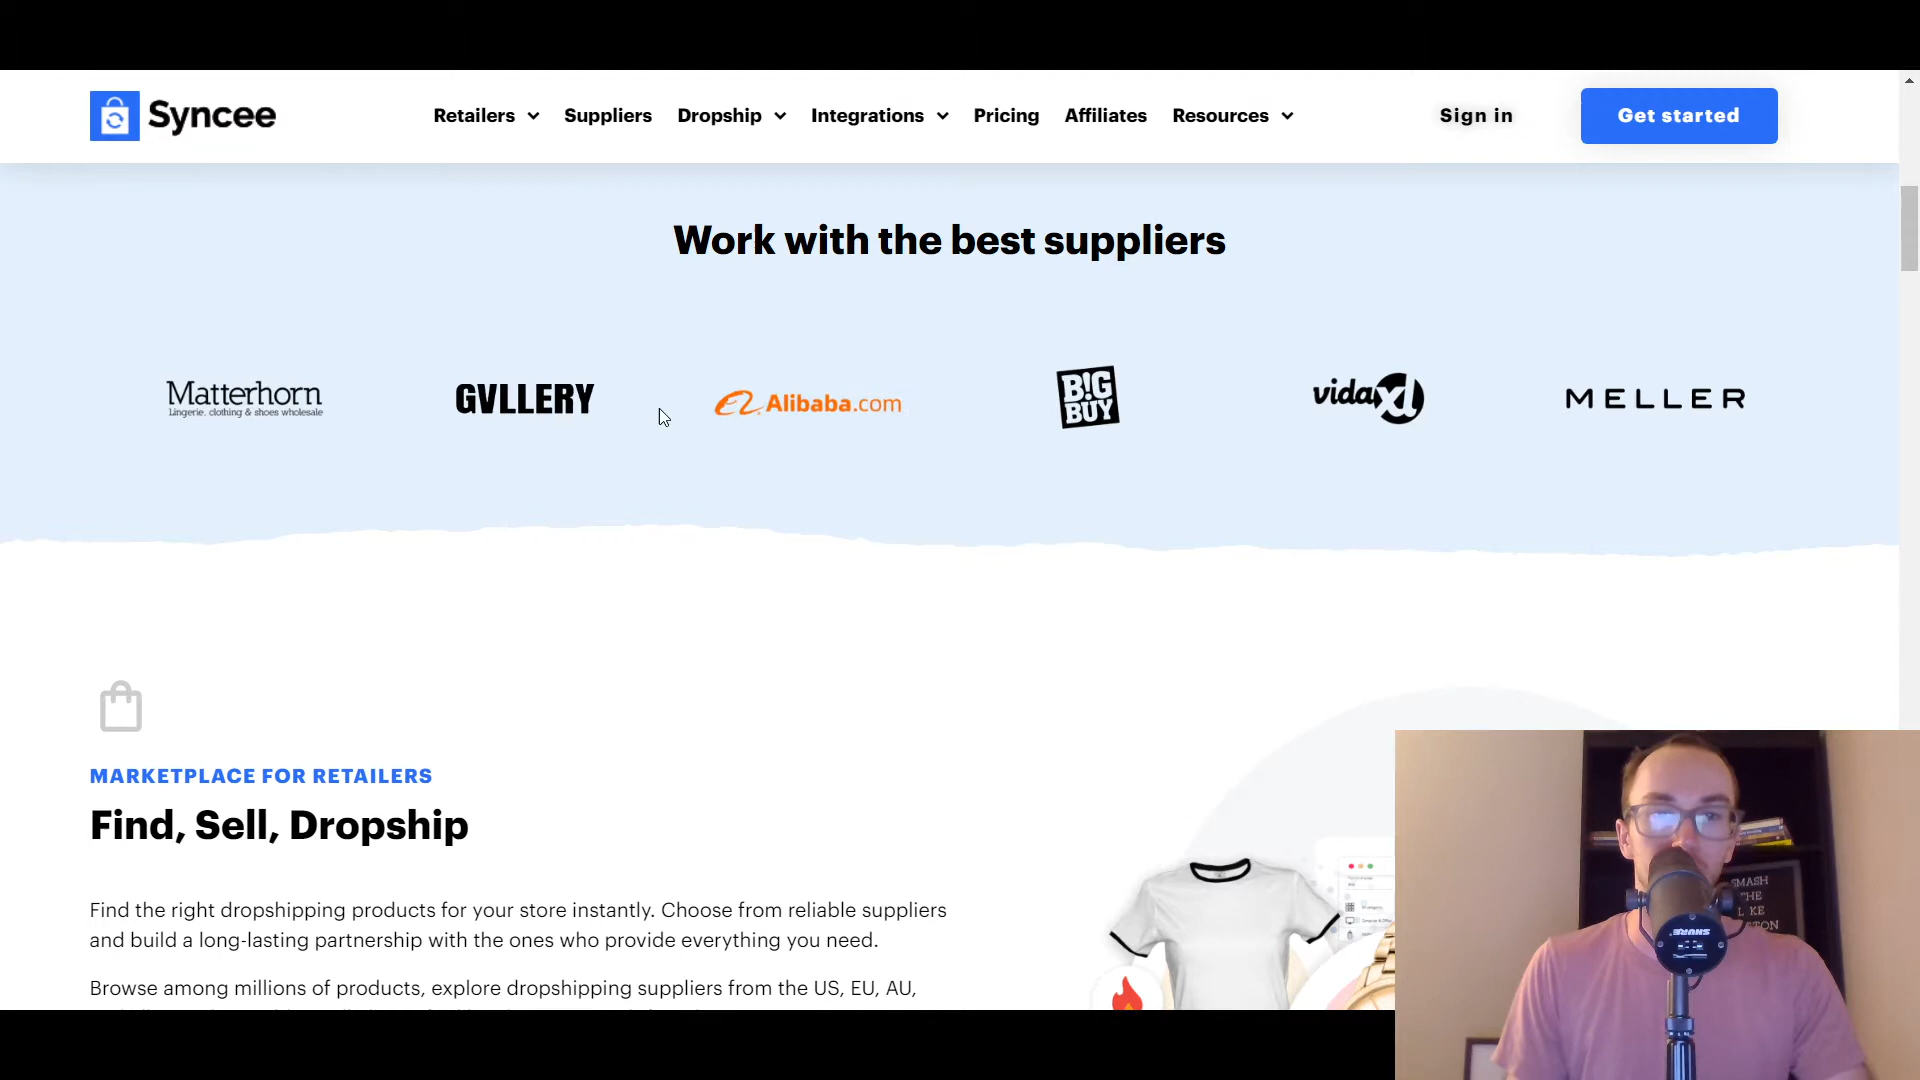 Syncee
Retailers Suppliers Dropship Integrations Pricing Affiliates Resources Sign in Get started
Work with the best suppliers
Matterhorn
Lingerie, clothing & shoes wholesale
GVLLERY
Alibaba.com
B!G
BUY
vidaXL
MELLER
MARKETPLACE FOR RETAILERS
Find, Sell, Dropship
Find the right dropshipping products for your store instantly. Choose from reliable suppliers
and build a long-lasting partnership with the ones who provide everything you need.
Browse among millions of products, explore dropshipping suppliers from the US, EU, AU,
SMASH
THE
SHURE